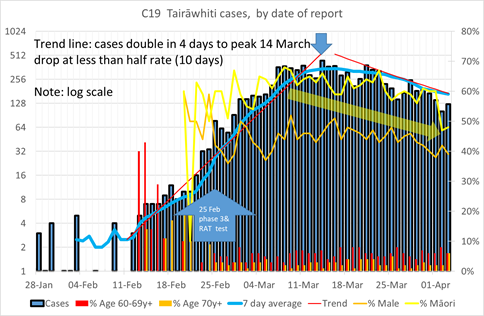 C19 Tairāwhiti cases, by date of report
1024
512
256
128
64
32
16
8
4
2
1
80%
70%
60%
50%
40%
30%
20%
10%
0%
Trend line: cases double in 4 days to peak 14 March
drop at less than half rate (10 days)
Note: log scale
25 Feb
phase 3&
RAT test
28-Jan 04-Feb 11-Feb 18-Feb 25-Feb 04-Mar 11-Mar 18-Mar 25-Mar 01-Apr
Cases % Age 60-69y+ % Age 70y+ 7 day average Trend % Male % Māori